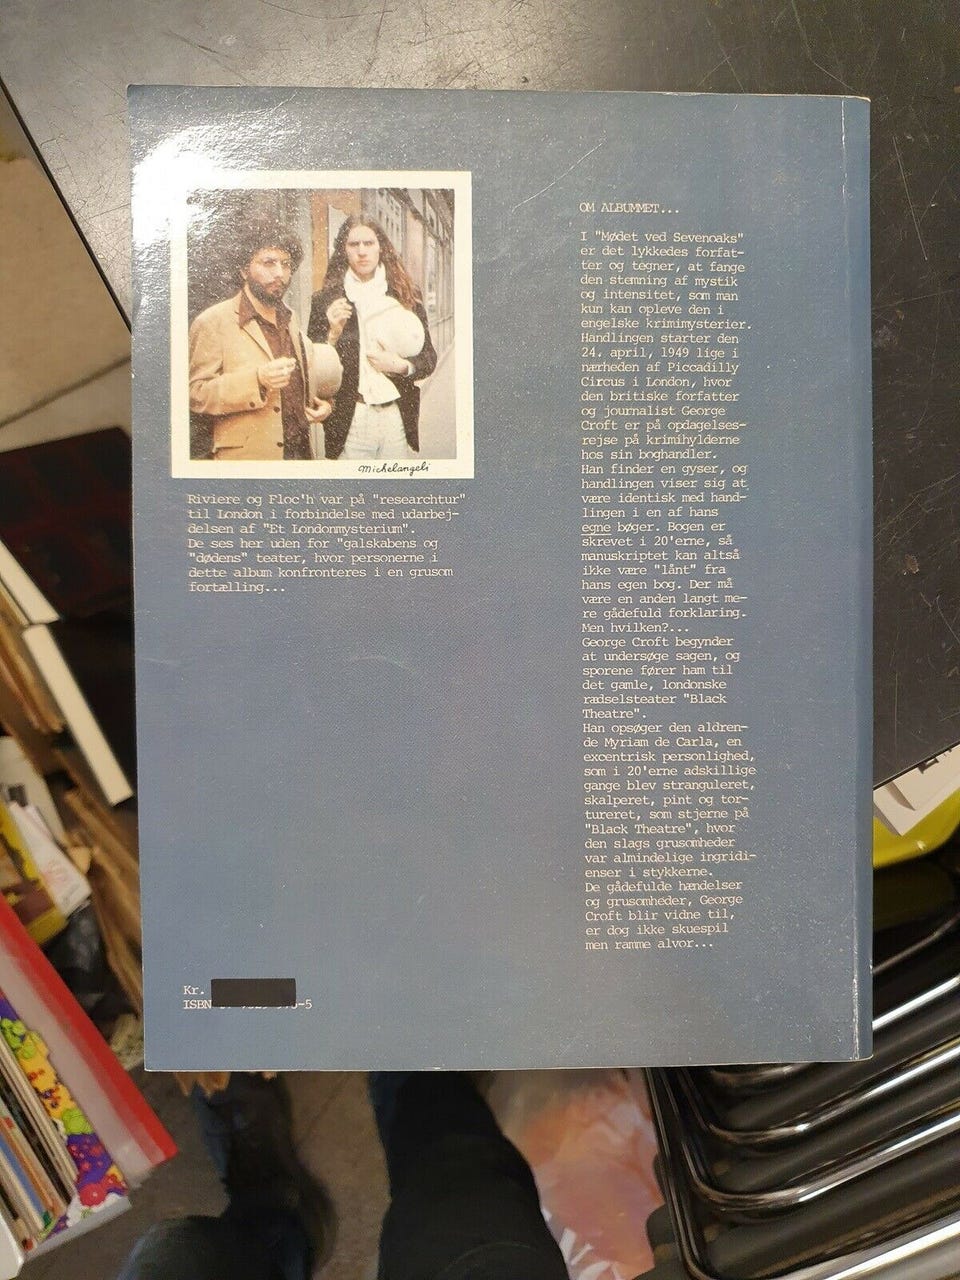 Michelangeli
Riviere og Floc'h var på "researchtur"
til London i forbindelse med udarbej-
delsen af "Et Londonmysterium".
De ses her uden for "galskabens og
"dødens" teater, hvor personerne i
dette album konfronteres i en grusom
fortælling...
Kr.
ISBN
-5
OM ALBUMMET...
I "Mødet ved Sevenoaks"
er det lykkedes forfat-
ter og tegner, at fange
den stemning af mystik
og intensitet, som man
kun kan opleve den i
engelske krimimysterier.
Handlingen starter den
24. april, 1949 lige i
nærheden af Piccadilly
Circus i London, hvor
den britiske forfatter
og journalist George
Croft er på opdagelses-
rejse på krimihylderne
hos sin boghandler.
Han finder en gyser, og
handlingen viser sig at
være identisk med hand-
lingen i en af hans
egne bøger. Bogen er
skrevet i 20'erne, så
manuskriptet kan altså
ikke være "lånt" fra
hans egen bog. Der må
være en anden langt me-
re gådefuld forklaring.
Men hvilken?...
George Croft begynder
at undersøge sagen, og
sporene fører ham til
det gamle, londonske
rædselsteater "Black
Theatre".
Han opsøger den aldren-
de Myriam de Carla, en
excentrisk personlighed,
som i 20'erne adskillige
gange blev stranguleret,
skalperet, pint og tor-
tureret, som stjerne på
"Black Theatre", hvor
den slags grusomheder
var almindelige ingridi-
enser i stykkerne.
De gådefulde hændelser
og grusomheder, George
Croft blir vidne til,
er dog ikke skuespil
men ramme alvor...